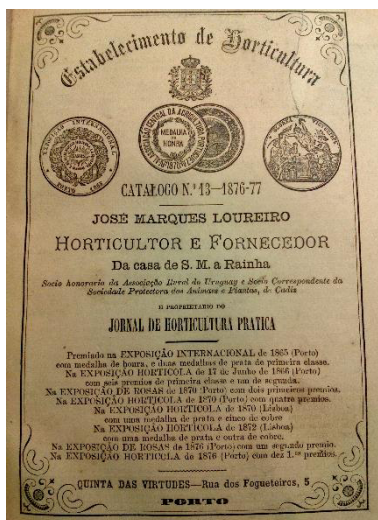 Estabelecimento de Horticultura
MEDALHA
HONRA
CATALOGO N.º 13—1876-77
JOSÉ MARQUES LOUREIRO
HORTICULTOR E FORNECEDOR
Da casa de S. M. a Rainha
Socio honorario da Associação Rural do Uruguay e Socio Correspondente da
Sociedade Protectora dos Animaes e Plantas, de Cadiz
E PROPRIETARIO DO
JORNAL DE HORTICULTURA PRATICA
Premiado na EXPOSIÇÃO INTERNACIONAL de 1865 (Porto)
com medalha de honra, e duas medalhas de prata de primeira classe.
Na EXPOSIÇÃO HORTICOLA de 17 de Junho de 1866 (Porto)
com seis premios de primeira classe e um de segunda.
Na EXPOSIÇÃO DE ROSAS de 1870 (Porto) com dois primeiros premios.
Na EXPOSIÇÃO HORTICOLA de 1870 (Porto) com quatro premios.
Na EXPOSIÇÃO HORTICOLA de 1870 (Lisboa)
com uma medalha de prata e cinco de cobre
Na EXPOSIÇÃO HORTICOLA de 1872 (Lisboa)
com uma medalha de prata e outra de cobre.
Na EXPOSIÇÃO DE ROSAS de 1876 (Porto) com um segundo premio.
Na EXPOSIÇÃO HORTICOLA de 1876 (Porto) com dez 1.ºˢ premios.
QUINTA DAS VIRTUDES—Rua dos Fogueteiros, 5
PORTO